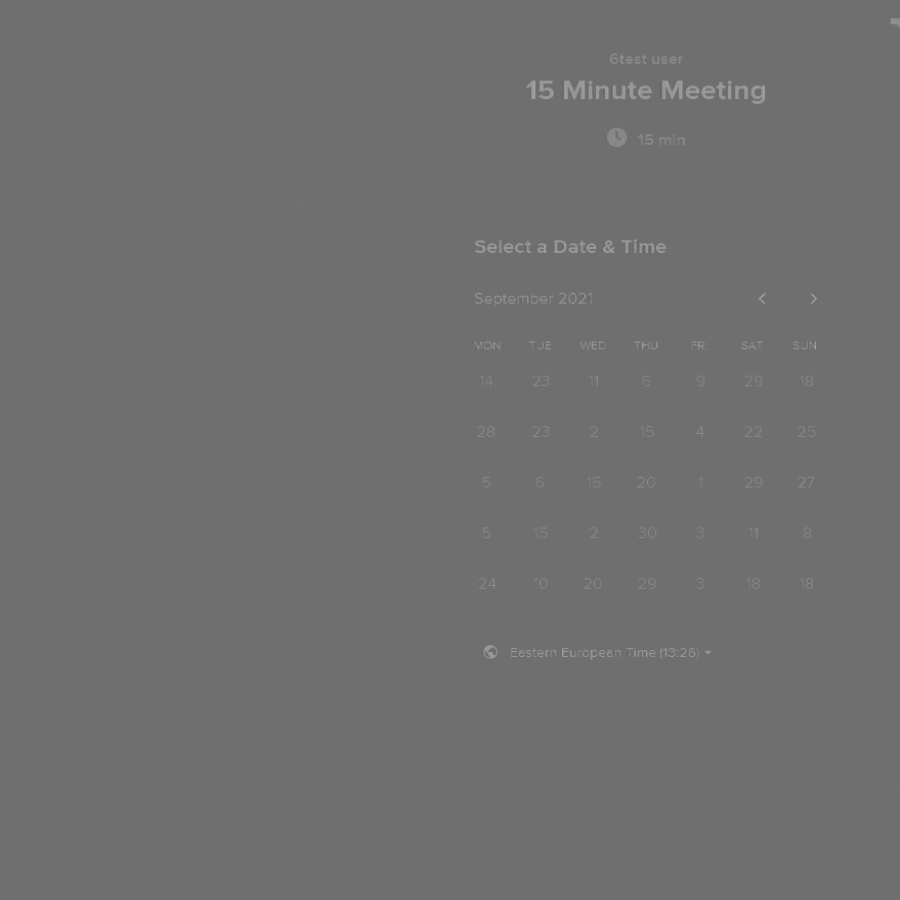 6test user
15 Minute Meeting
15 min
Select a Date & Time
September 2021
MON TUE WED THU FRI SAT SUN
14 23 11 6 9 29 18
28 23 2 15 4 22 25
5 6 15 20 1 29 27
5 15 2 30 3 11 8
24 10 20 29 3 18 18
Eastern European Time (13:26)